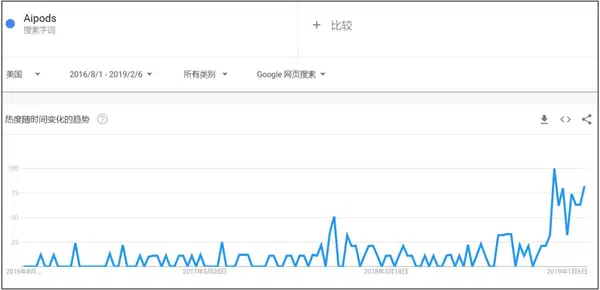 Aipods
搜索字词
+ 比较
美国
2016/8/1 - 2019/2/6
所有类别
Google 网页搜索
热度随时间变化的趋势
100
75
50
25
2016年8月…
2017年5月28日
2018年3月18日
2019年1月6日